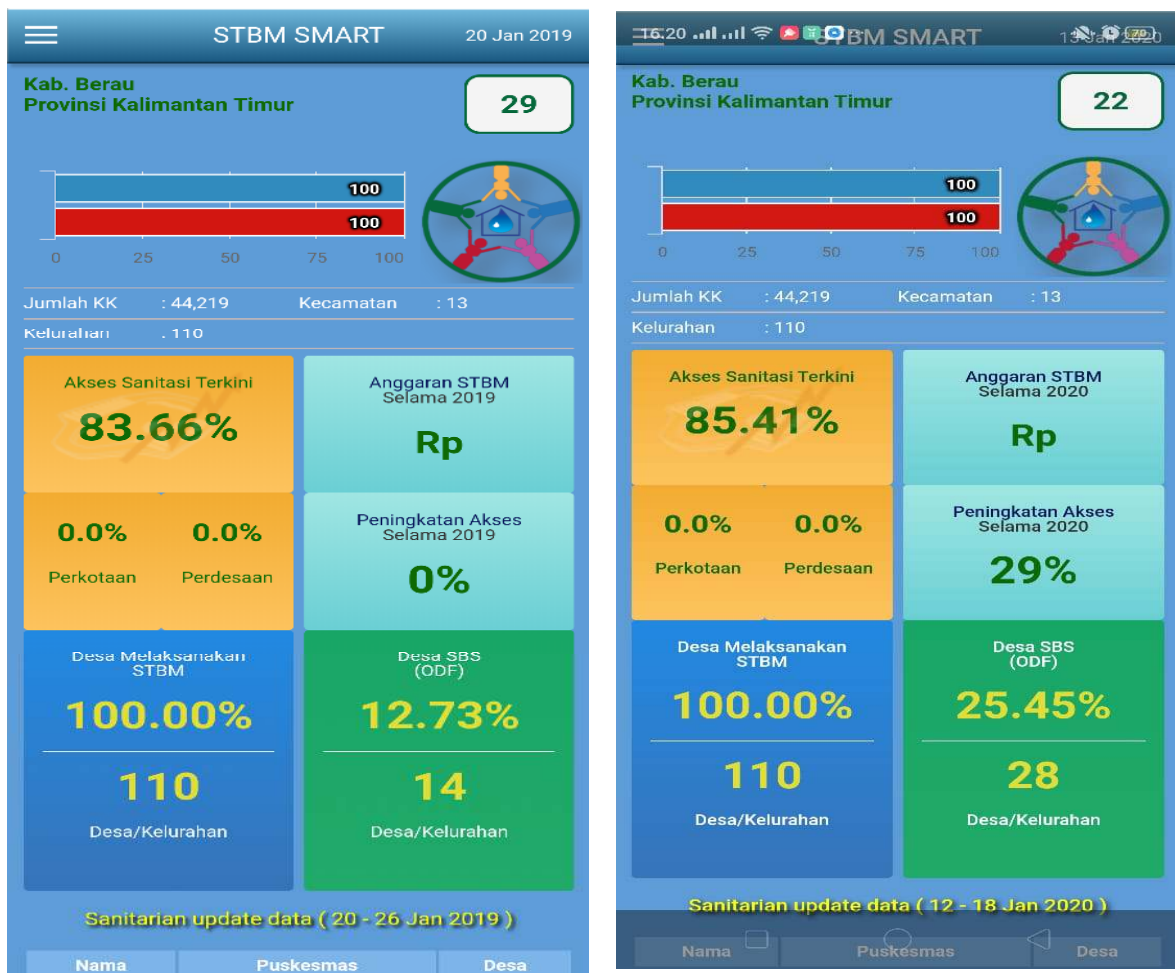 STBM SMART
20 Jan 2019
Kab. Berau
Provinsi Kalimantan Timur
29
100
100
0 25 50 75 100
Jumlah KK : 44,219 Kecamatan : 13
Kelurahan : 110
Akses Sanitasi Terkini
83.66%
Anggaran STBM
Selama 2019
Rp
0.0% 0.0%
Perkotaan Perdesaan
Peningkatan Akses
Selama 2019
0%
Desa Melaksanakan
STBM
100.00%
110
Desa/Kelurahan
Desa SBS
(ODF)
12.73%
14
Desa/Kelurahan
Sanitarian update data ( 20 - 26 Jan 2019 )
Nama Puskesmas Desa
16.20
STBM SMART
13 Jan 2020
70
Kab. Berau
Provinsi Kalimantan Timur
22
100
100
0 25 50 75 100
Jumlah KK : 44,219 Kecamatan : 13
Kelurahan : 110
Akses Sanitasi Terkini
85.41%
Anggaran STBM
Selama 2020
Rp
0.0% 0.0%
Perkotaan Perdesaan
Peningkatan Akses
Selama 2020
29%
Desa Melaksanakan
STBM
100.00%
110
Desa/Kelurahan
Desa SBS
(ODF)
25.45%
28
Desa/Kelurahan
Sanitarian update data ( 12 - 18 Jan 2020 )
Nama Puskesmas Desa